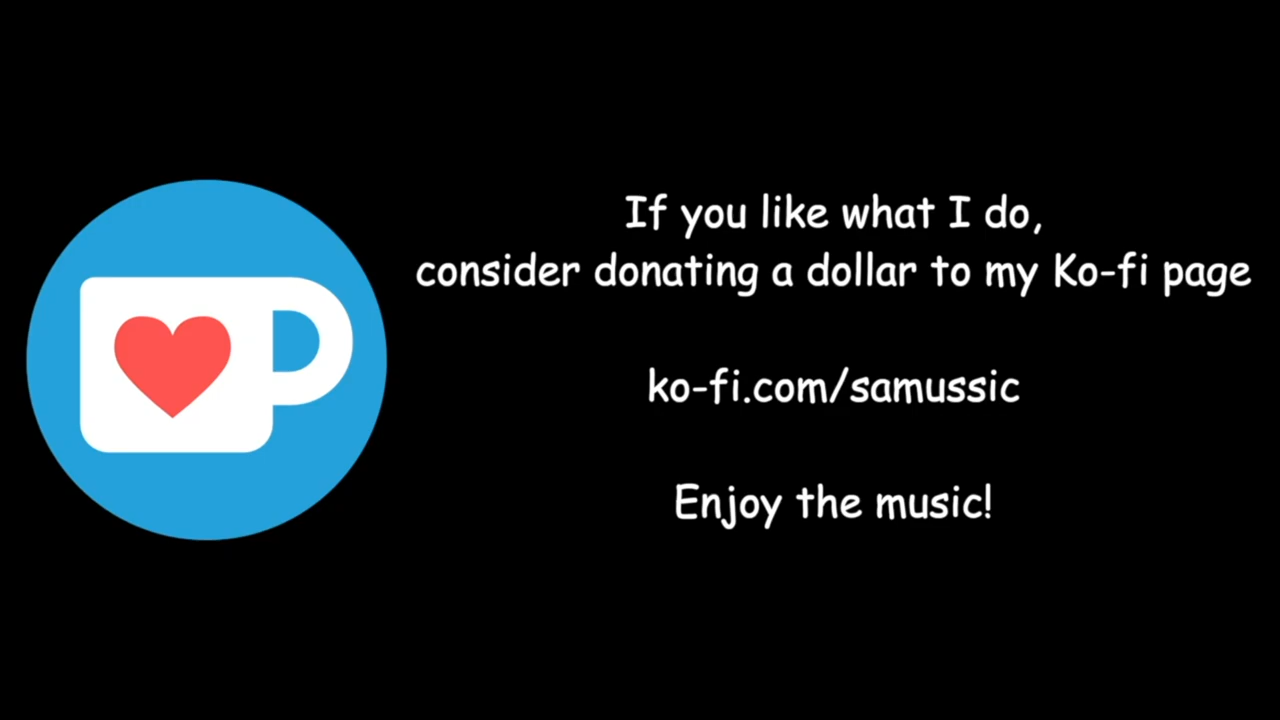 If you like what I do,
consider donating a dollar to my Ko-fi page
ko-fi.com/samussic
Enjoy the music!